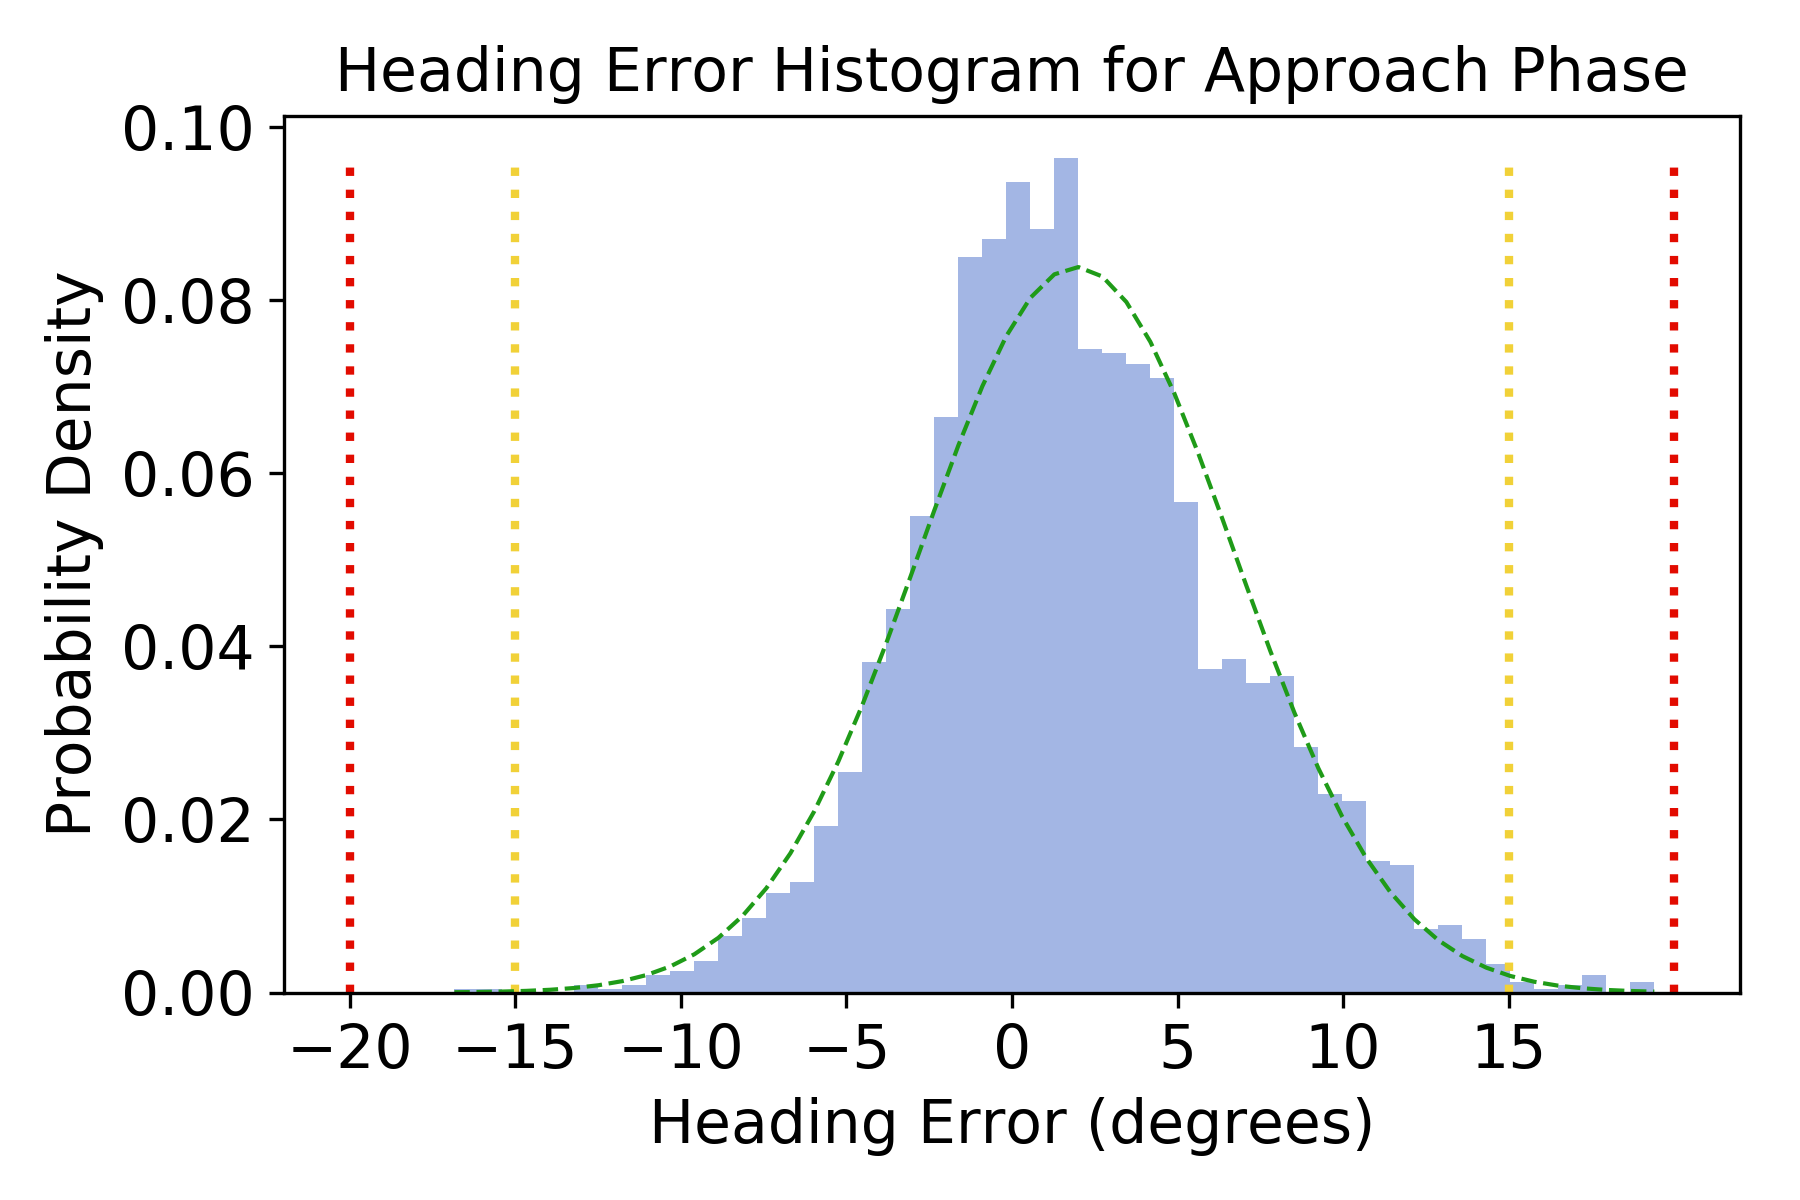 Heading Error Histogram for Approach Phase
0.10
0.08
0.06
0.04
0.02
0.00
Probability Density
−20 −15 −10 −5 0 5 10 15
Heading Error (degrees)